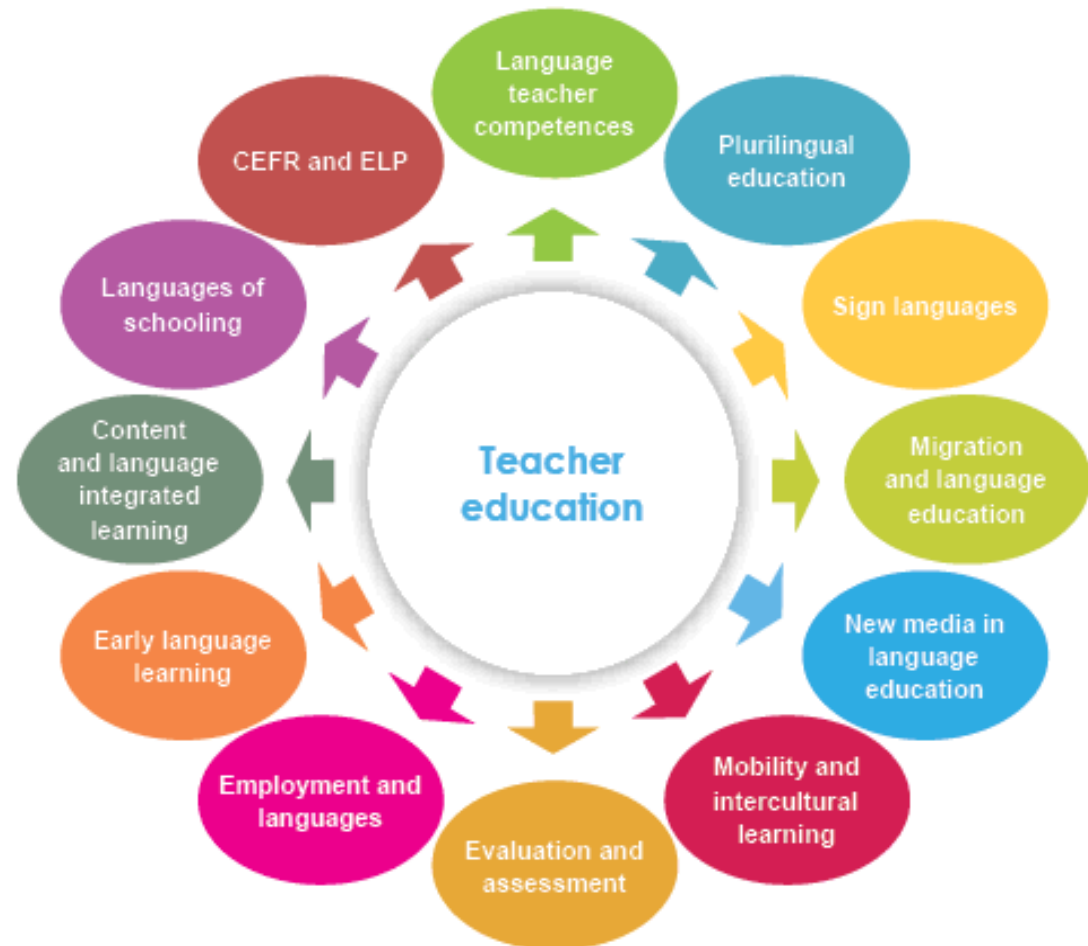 Language
teacher
competences
Plurilingual
education
Sign languages
Migration
and language
education
New media in
language
education
Mobility and
intercultural
learning
Evaluation and
assessment
Employment and
languages
Early language
learning
Content
and language
integrated
learning
Languages of
schooling
CEFR and ELP
Teacher
education